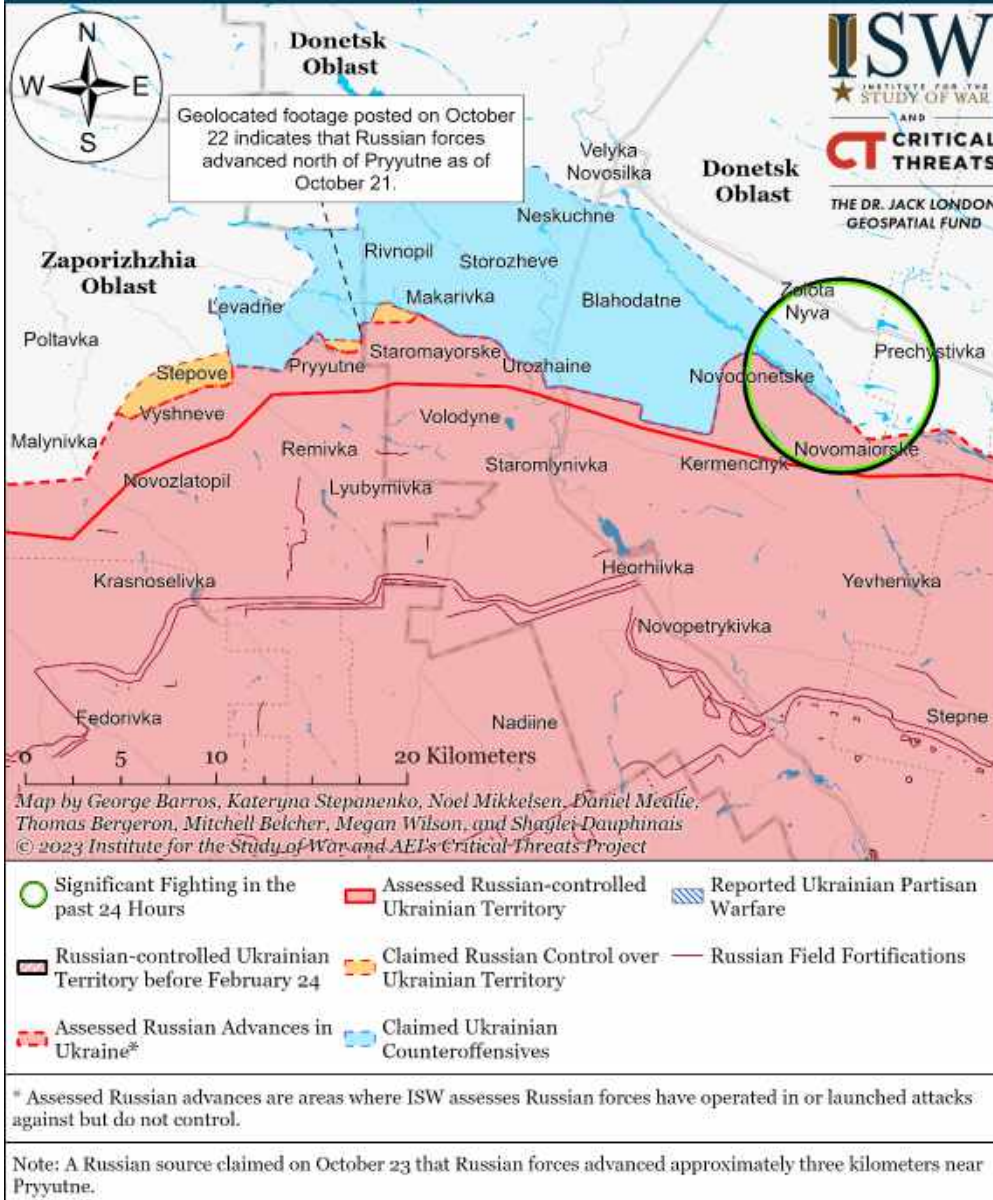 N
W E
S
Donetsk
Oblast
ISW
INSTITUTE FOR THE
STUDY OF WAR
AND
CT CRITICAL
THREATS
THE DR. JACK LONDON
GEOSPATIAL FUND
Geolocated footage posted on October
22 indicates that Russian forces
advanced north of Pryyutne as of
October 21.
Velyka
Novosilka
Donetsk
Oblast
Neskuchne
Zaporizhzhia
Oblast
Rivnopil
Storozheve
Levadne
Makarivka
Blahodatne
Zolota
Nyva
Poltavka
Prechystivka
Stepove
Pryyutne
Staromayorske
Urozhaine
Novodonetske
Vyshneve
Volodyne
Malynivka
Remivka
Novomaiorske
Staromlynivka
Kermenchyk
Novozlatopil
Lyubymivka
Krasnoselivka
Heorhiivka
Yevhenivka
Novopetrykivka
Fedorivka
Nadiine
Stepne
0 5 10 20 Kilometers
Map by George Barros, Kateryna Stepanenko, Noel Mikkelsen, Daniel Mealie,
Thomas Bergeron, Mitchell Belcher, Megan Wilson, and Shaylei Dauphinais
© 2023 Institute for the Study of War and AEI's Critical Threats Project
Significant Fighting in the
past 24 Hours
Russian-controlled Ukrainian
Territory before February 24
Assessed Russian Advances in
Ukraine*
Assessed Russian-controlled
Ukrainian Territory
Claimed Russian Control over
Ukrainian Territory
Claimed Ukrainian
Counteroffensives
Reported Ukrainian Partisan
Warfare
Russian Field Fortifications
* Assessed Russian advances are areas where ISW assesses Russian forces have operated in or launched attacks
against but do not control.
Note: A Russian source claimed on October 23 that Russian forces advanced approximately three kilometers near
Pryyutne.